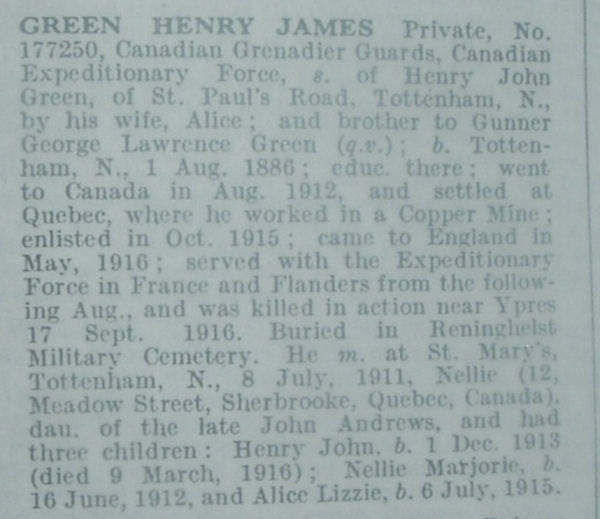 GREEN HENRY JAMES Private, No.
177250, Canadian Grenadier Guards, Canadian
Expeditionary Force, s. of Henry John
Green, of St. Paul's Road, Tottenham, N.,
by his wife, Alice ; and brother to Gunner
George Lawrence Green (q.v.) ; b. Totten-
ham, N., 1 Aug. 1886 ; educ. there ; went
to Canada in Aug. 1912, and settled at
Quebec, where he worked in a Copper Mine ;
enlisted in Oct. 1915 ; came to England in
May, 1916 ; served with the Expeditionary
Force in France and Flanders from the follow-
ing Aug., and was killed in action near Ypres
17 Sept. 1916. Buried in Reninghelst
Military Cemetery. He m. at St. Mary's,
Tottenham, N., 8 July, 1911, Nellie (12,
Meadow Street, Sherbrooke, Quebec, Canada),
dau. of the late John Andrews, and had
three children : Henry John, b. 1 Dec. 1913
(died 9 March, 1916) ; Nellie Marjorie, b.
16 June, 1912, and Alice Lizzie, b. 6 July, 1915.